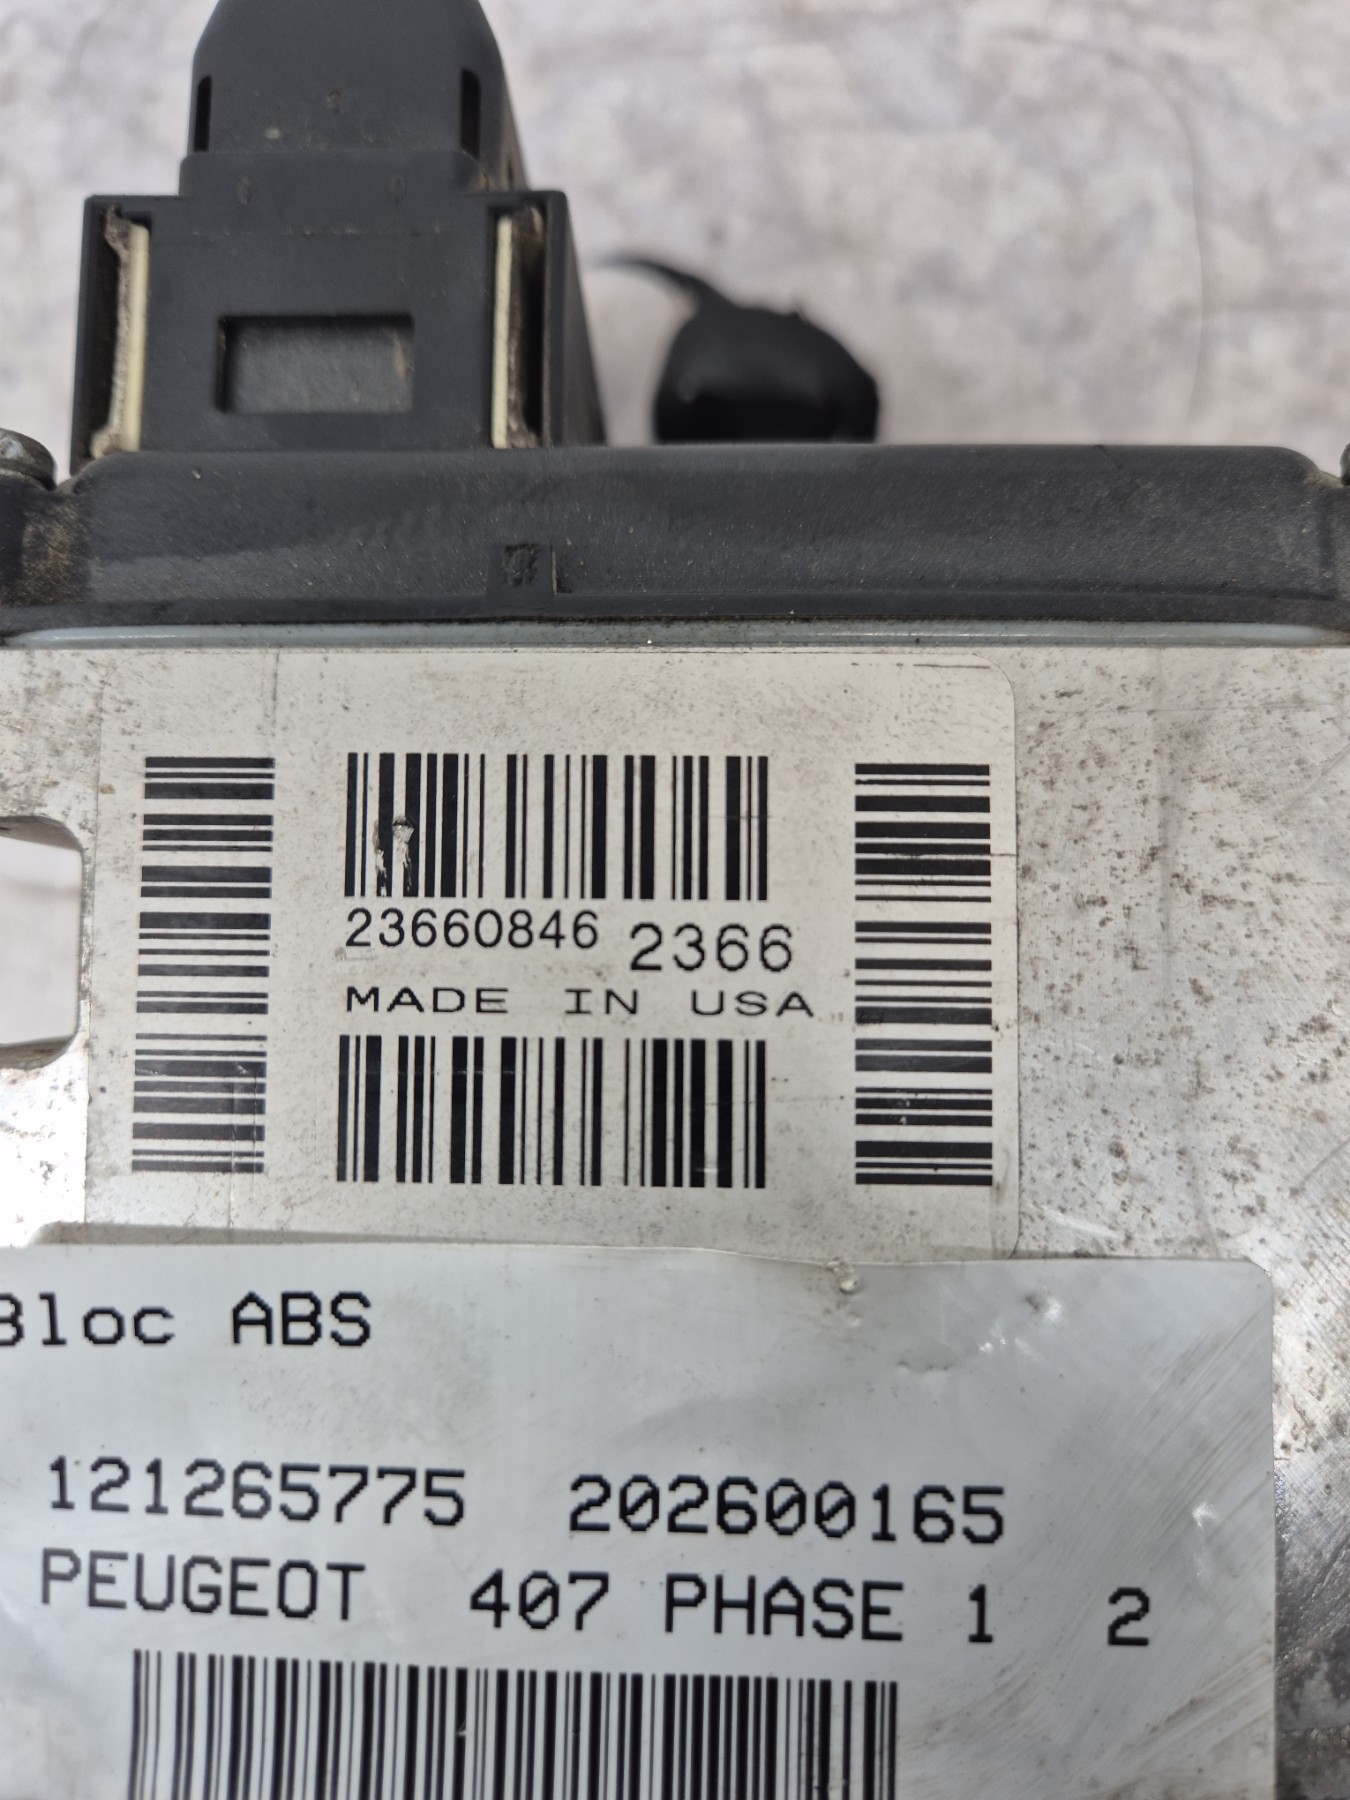 23660846 2366
MADE IN USA
Bloc ABS
121265775 202600165
PEUGEOT 407 PHASE 1 2